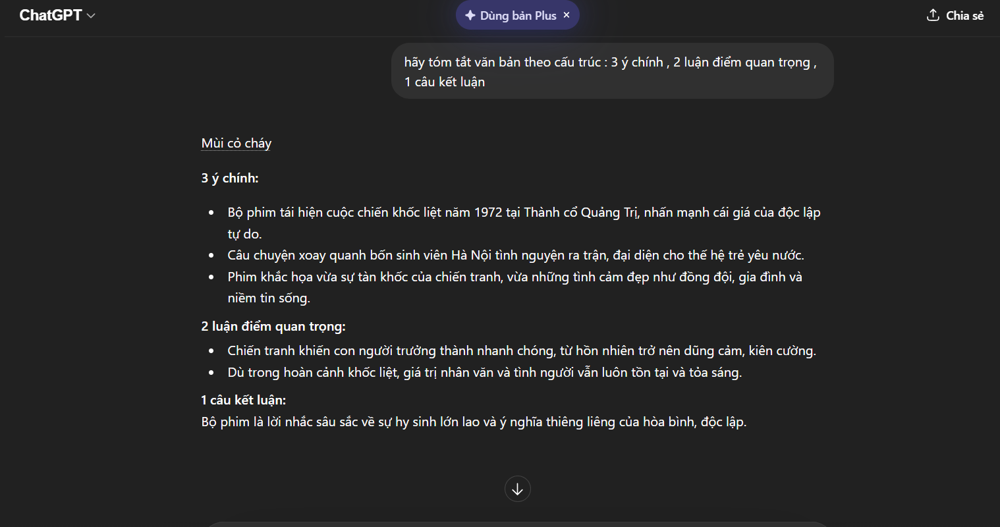 ChatGPT
Dùng bản Plus ×
Chia sẻ
hãy tóm tắt văn bản theo cấu trúc : 3 ý chính , 2 luận điểm quan trọng ,
1 câu kết luận
Mùi cỏ cháy
3 ý chính:
• Bộ phim tái hiện cuộc chiến khốc liệt năm 1972 tại Thành cổ Quảng Trị, nhấn mạnh cái giá của độc lập
tự do.
• Câu chuyện xoay quanh bốn sinh viên Hà Nội tình nguyện ra trận, đại diện cho thế hệ trẻ yêu nước.
• Phim khắc họa vừa sự tàn khốc của chiến tranh, vừa những tình cảm đẹp như đồng đội, gia đình và
niềm tin sống.
2 luận điểm quan trọng:
• Chiến tranh khiến con người trưởng thành nhanh chóng, từ hồn nhiên trở nên dũng cảm, kiên cường.
• Dù trong hoàn cảnh khốc liệt, giá trị nhân văn và tình người vẫn luôn tồn tại và tỏa sáng.
1 câu kết luận:
Bộ phim là lời nhắc sâu sắc về sự hy sinh lớn lao và ý nghĩa thiêng liêng của hòa bình, độc lập.